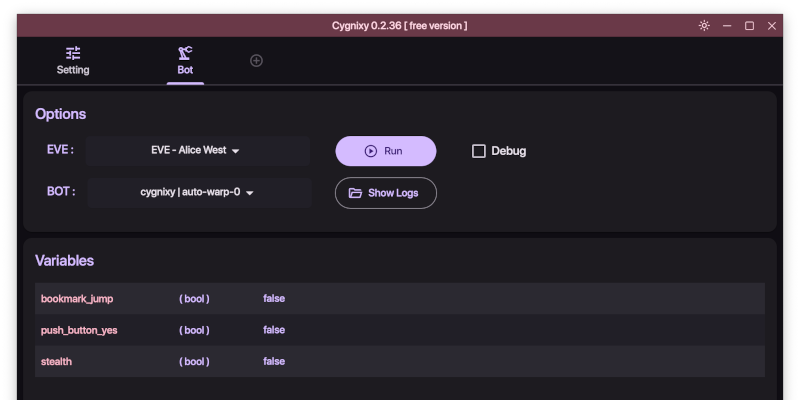 Cygnixy 0.2.36 [ free version ]
Setting
Bot
Options
EVE : EVE - Alice West Run Debug
BOT : cygnixy | auto-warp-0 Show Logs
Variables
bookmark_jump ( bool ) false
push_button_yes ( bool ) false
stealth ( bool ) false